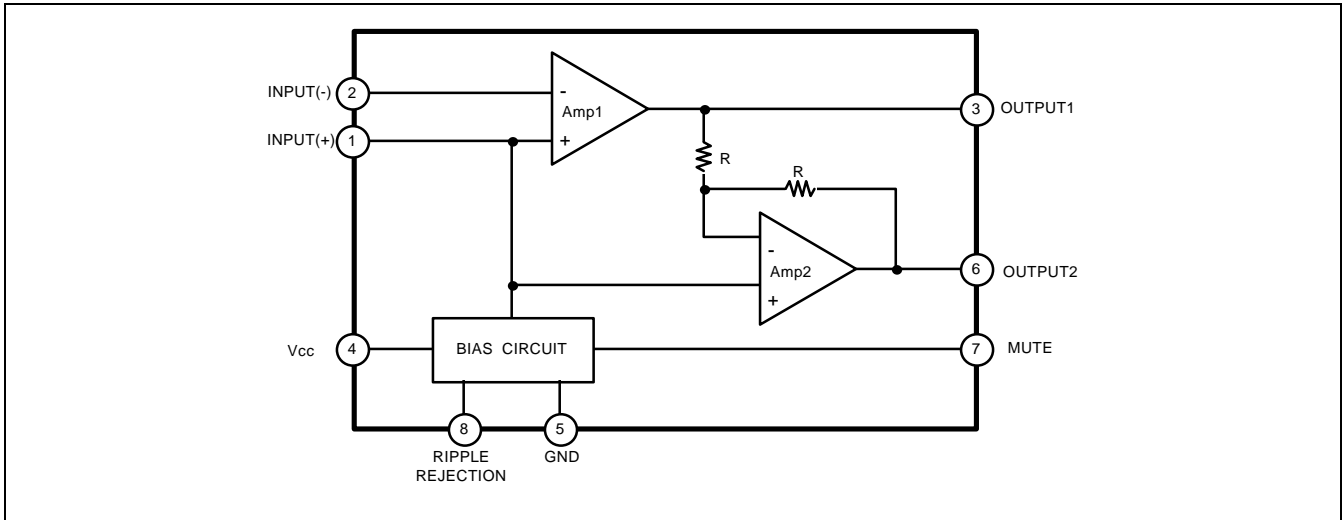 INPUT(-)
2
-
Amp1
3
OUTPUT1
INPUT(+)
1
+
R
R
-
Amp2
6
OUTPUT2
+
Vcc
4
BIAS CIRCUIT
7
MUTE
8
5
RIPPLE
REJECTION
GND